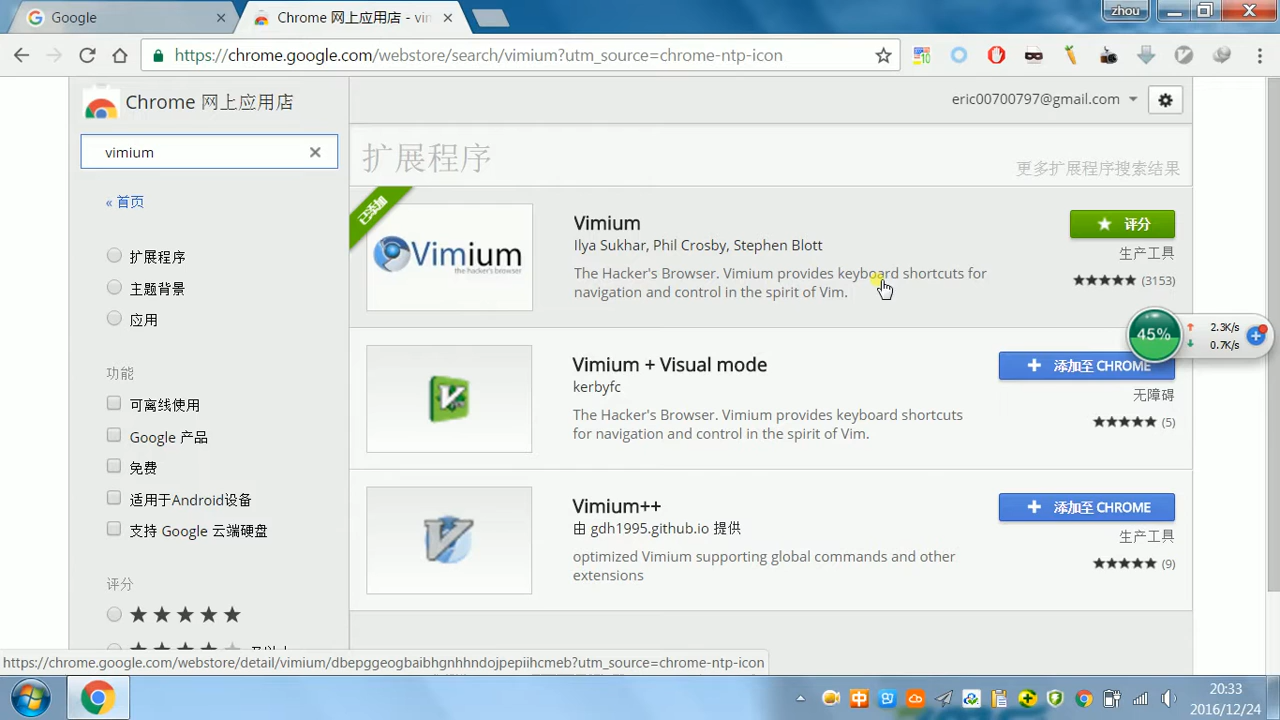 Google
Chrome 网上应用店 - vin
zhou
https://chrome.google.com/webstore/search/vimium?utm_source=chrome-ntp-icon
10
Chrome 网上应用店
eric00700797@gmail.com
vimium
扩展程序
更多扩展程序搜索结果
« 首页
扩展程序
主题背景
应用
功能
可离线使用
Google 产品
免费
适用于Android设备
支持 Google 云端硬盘
评分
已添加
Vimium
the hacker's browser
Vimium
Ilya Sukhar, Phil Crosby, Stephen Blott
The Hacker's Browser. Vimium provides keyboard shortcuts for
navigation and control in the spirit of Vim.
评分
生产工具
(3153)
45%
2.3K/s
0.7K/s
Vimium + Visual mode
kerbyfc
The Hacker's Browser. Vimium provides keyboard shortcuts
for navigation and control in the spirit of Vim.
添加至 CHROME
无障碍
(5)
Vimium++
由 gdh1995.github.io 提供
optimized Vimium supporting global commands and other
extensions
添加至 CHROME
生产工具
(9)
https://chrome.google.com/webstore/detail/vimium/dbepggeogbaibhgnhhndojpepiihcmeb?utm_source=chrome-ntp-icon
中
20:33
2016/12/24